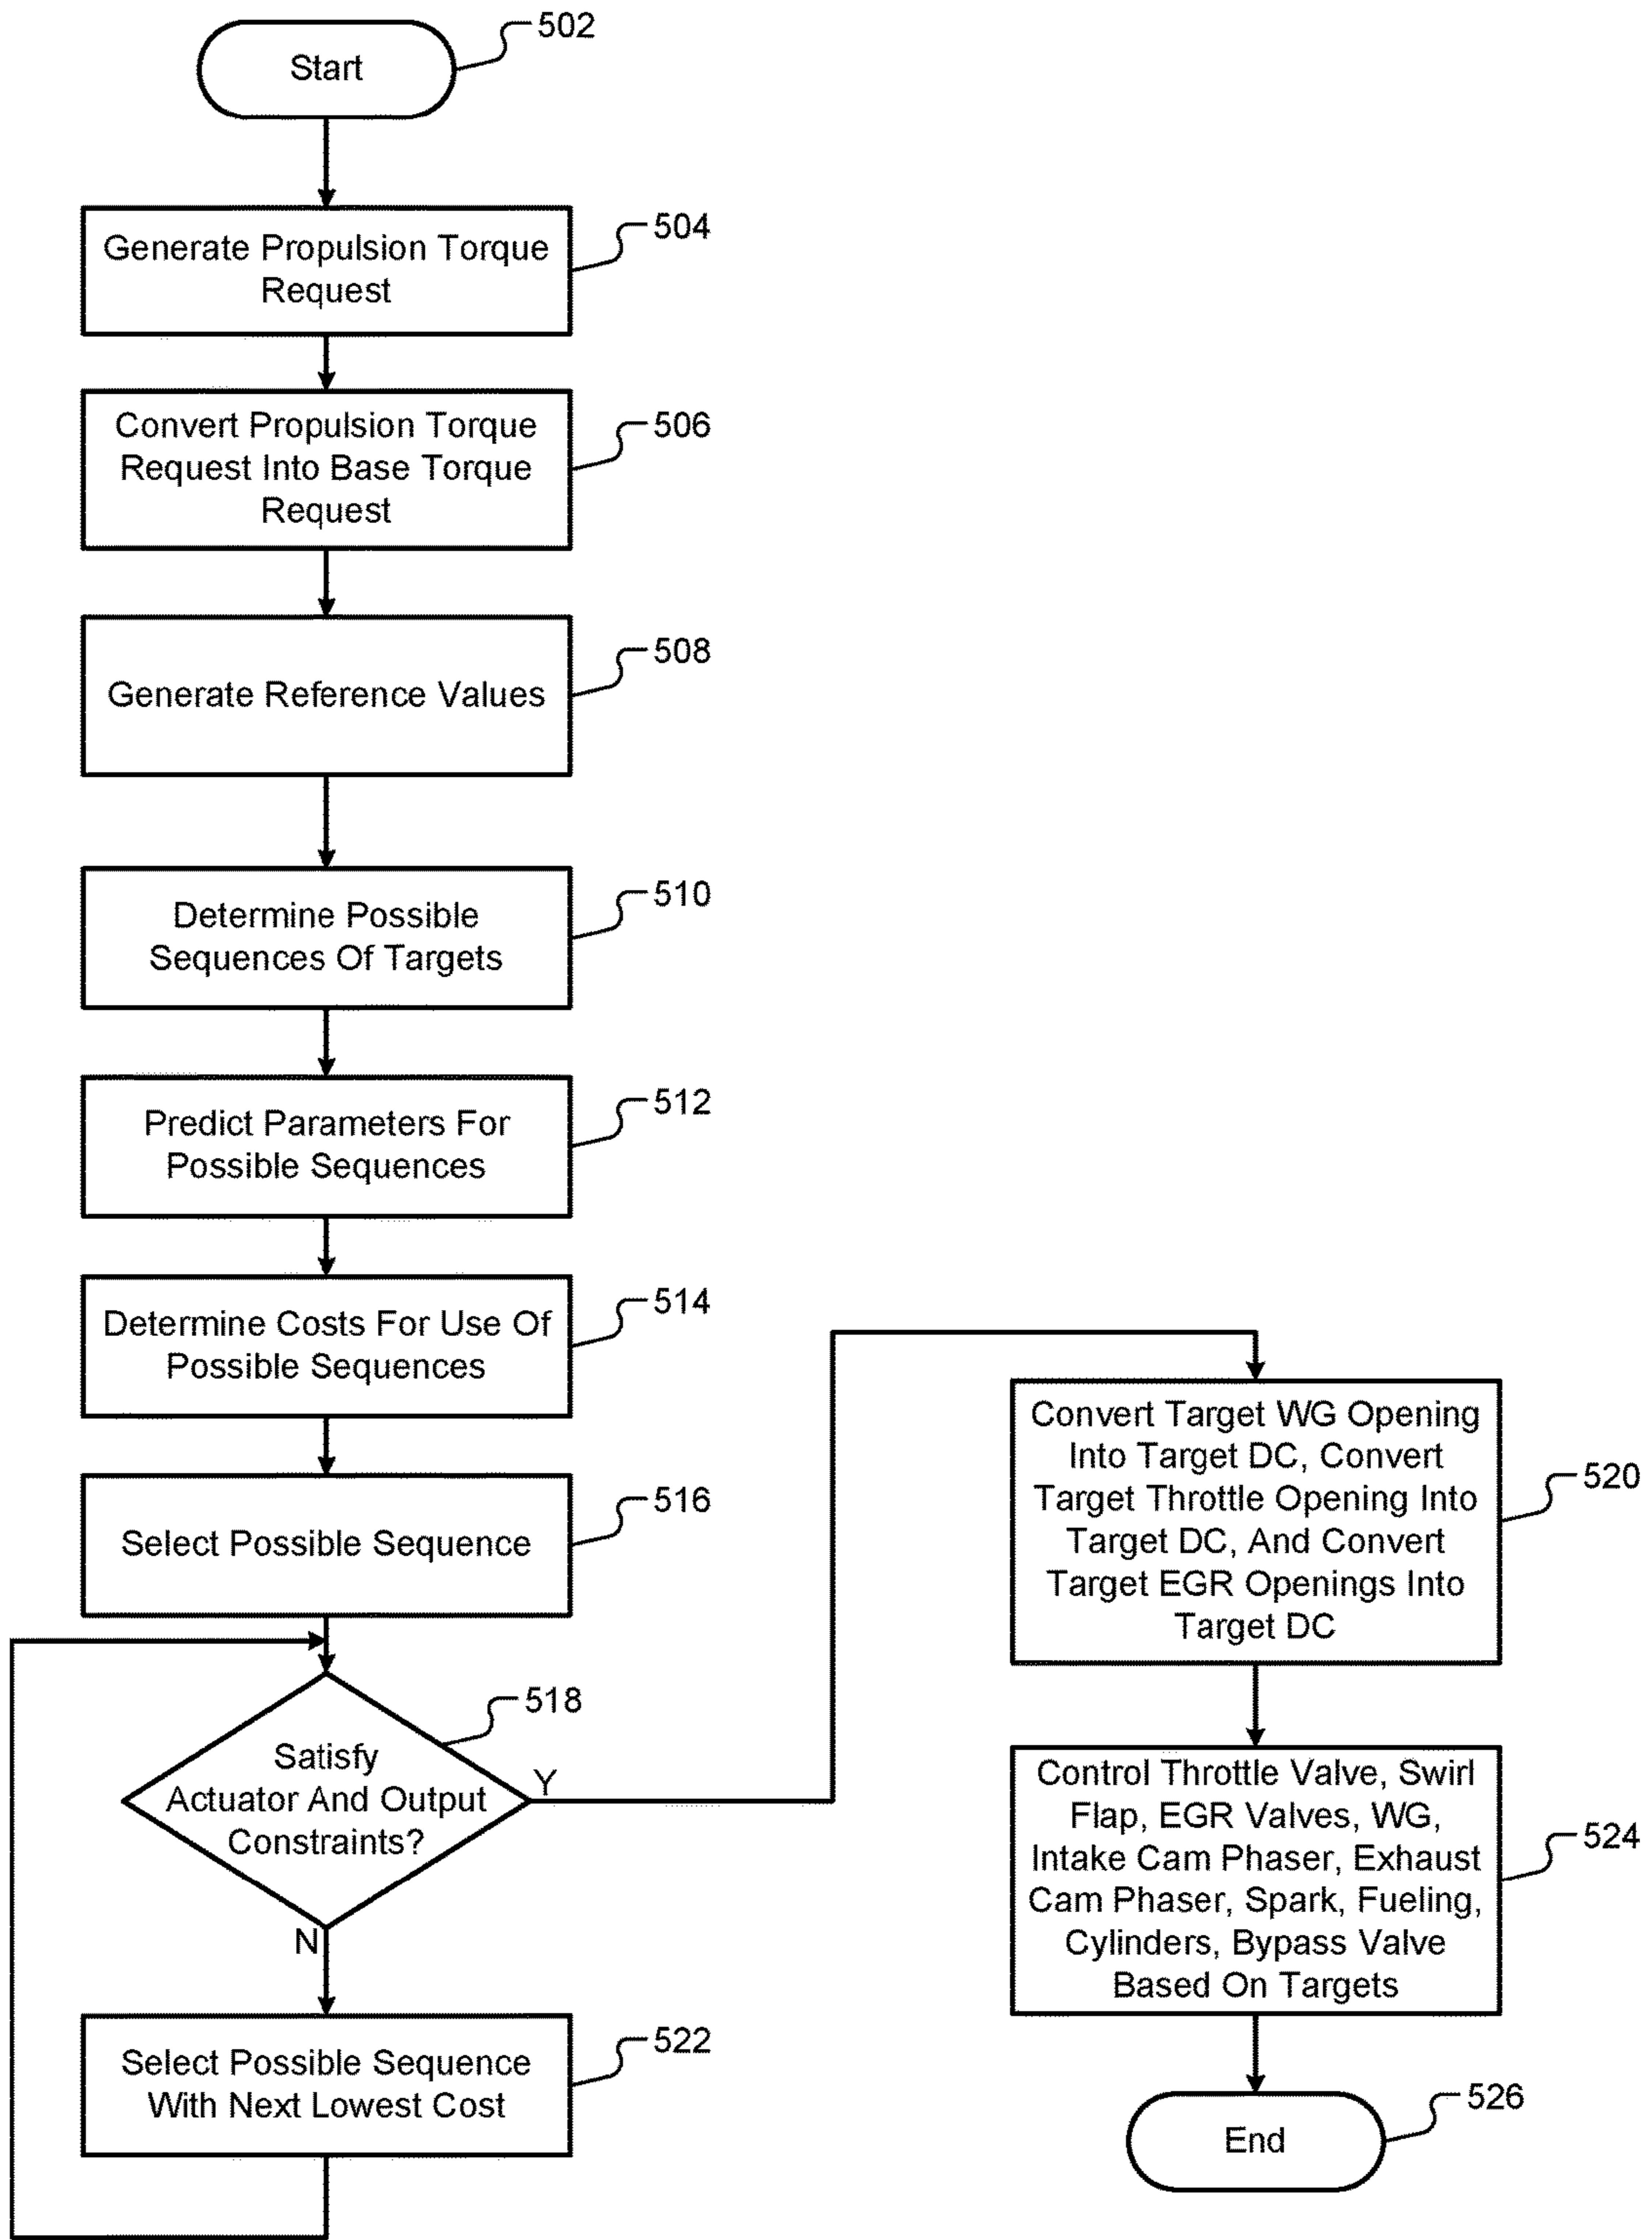 502
Start
504
Generate Propulsion Torque
Request
506
Convert Propulsion Torque
Request Into Base Torque
Request
508
Generate Reference Values
510
Determine Possible
Sequences Of Targets
512
Predict Parameters For
Possible Sequences
514
Determine Costs For Use Of
Possible Sequences
516
Select Possible Sequence
518
Satisfy
Actuator And Output
Constraints?
Y
N
522
Select Possible Sequence
With Next Lowest Cost
520
Convert Target WG Opening
Into Target DC, Convert
Target Throttle Opening Into
Target DC, And Convert
Target EGR Openings Into
Target DC
524
Control Throttle Valve, Swirl
Flap, EGR Valves, WG,
Intake Cam Phaser, Exhaust
Cam Phaser, Spark, Fueling,
Cylinders, Bypass Valve
Based On Targets
526
End